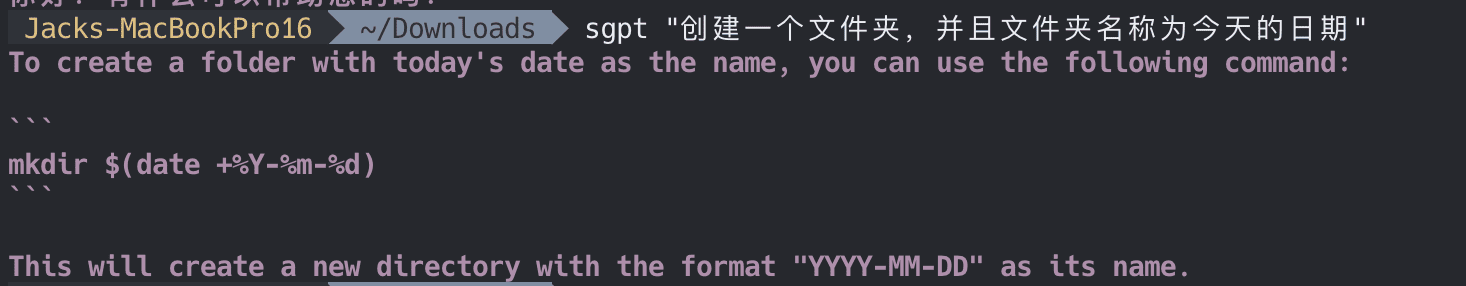 Jacks-MacBookPro16 ~/Downloads sgpt "创建一个文件夹，并且文件夹名称为今天的日期"
To create a folder with today's date as the name, you can use the following command:
```
mkdir $(date +%Y-%m-%d)
```
This will create a new directory with the format "YYYY-MM-DD" as its name.